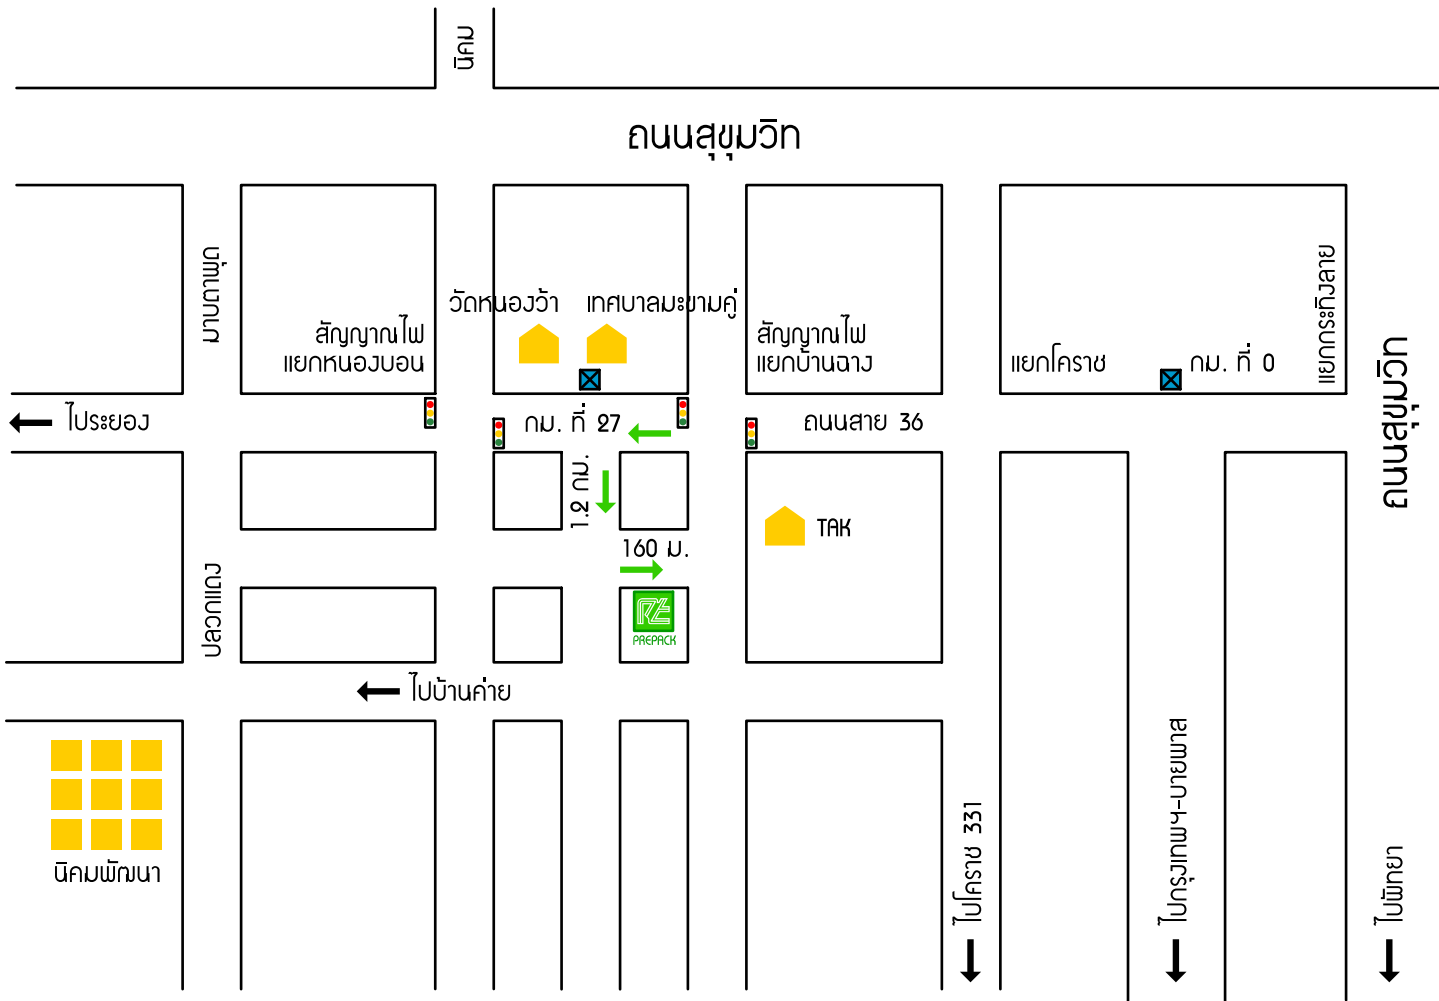 นิคม
ถนนสุขุมวิท
มาบตาพุด
วัดหนองว้า
เทศบาลมะขามคู่
สัญญาณไฟ
แยกหนองบอน
สัญญาณไฟ
แยกบ้านฉาง
แยกโคราช
กม. ที่ 0
แยกกระทิงลาย
ถนนสุขุมวิท
ไประยอง
กม. ที่ 27
ถนนสาย 36
1.2 กม.
TAK
160 ม.
RE
PREPACK
ปลวกแดง
ไปบ้านค่าย
นิคมพัฒนา
ไปโคราช 331
ไปกรุงเทพฯ-บายพาส
ไปพัทยา